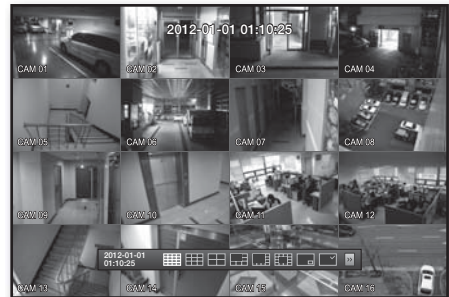 2012-01-01 01:10:25
CAM 01
CAM 02
CAM 03
CAM 04
CAM 05
CAM 06
CAM 07
CAM 08
CAM 09
CAM 10
CAM 11
CAM 12
2012-01-01
01:10:25
CAM 13
CAM 14
CAM 15
CAM 16